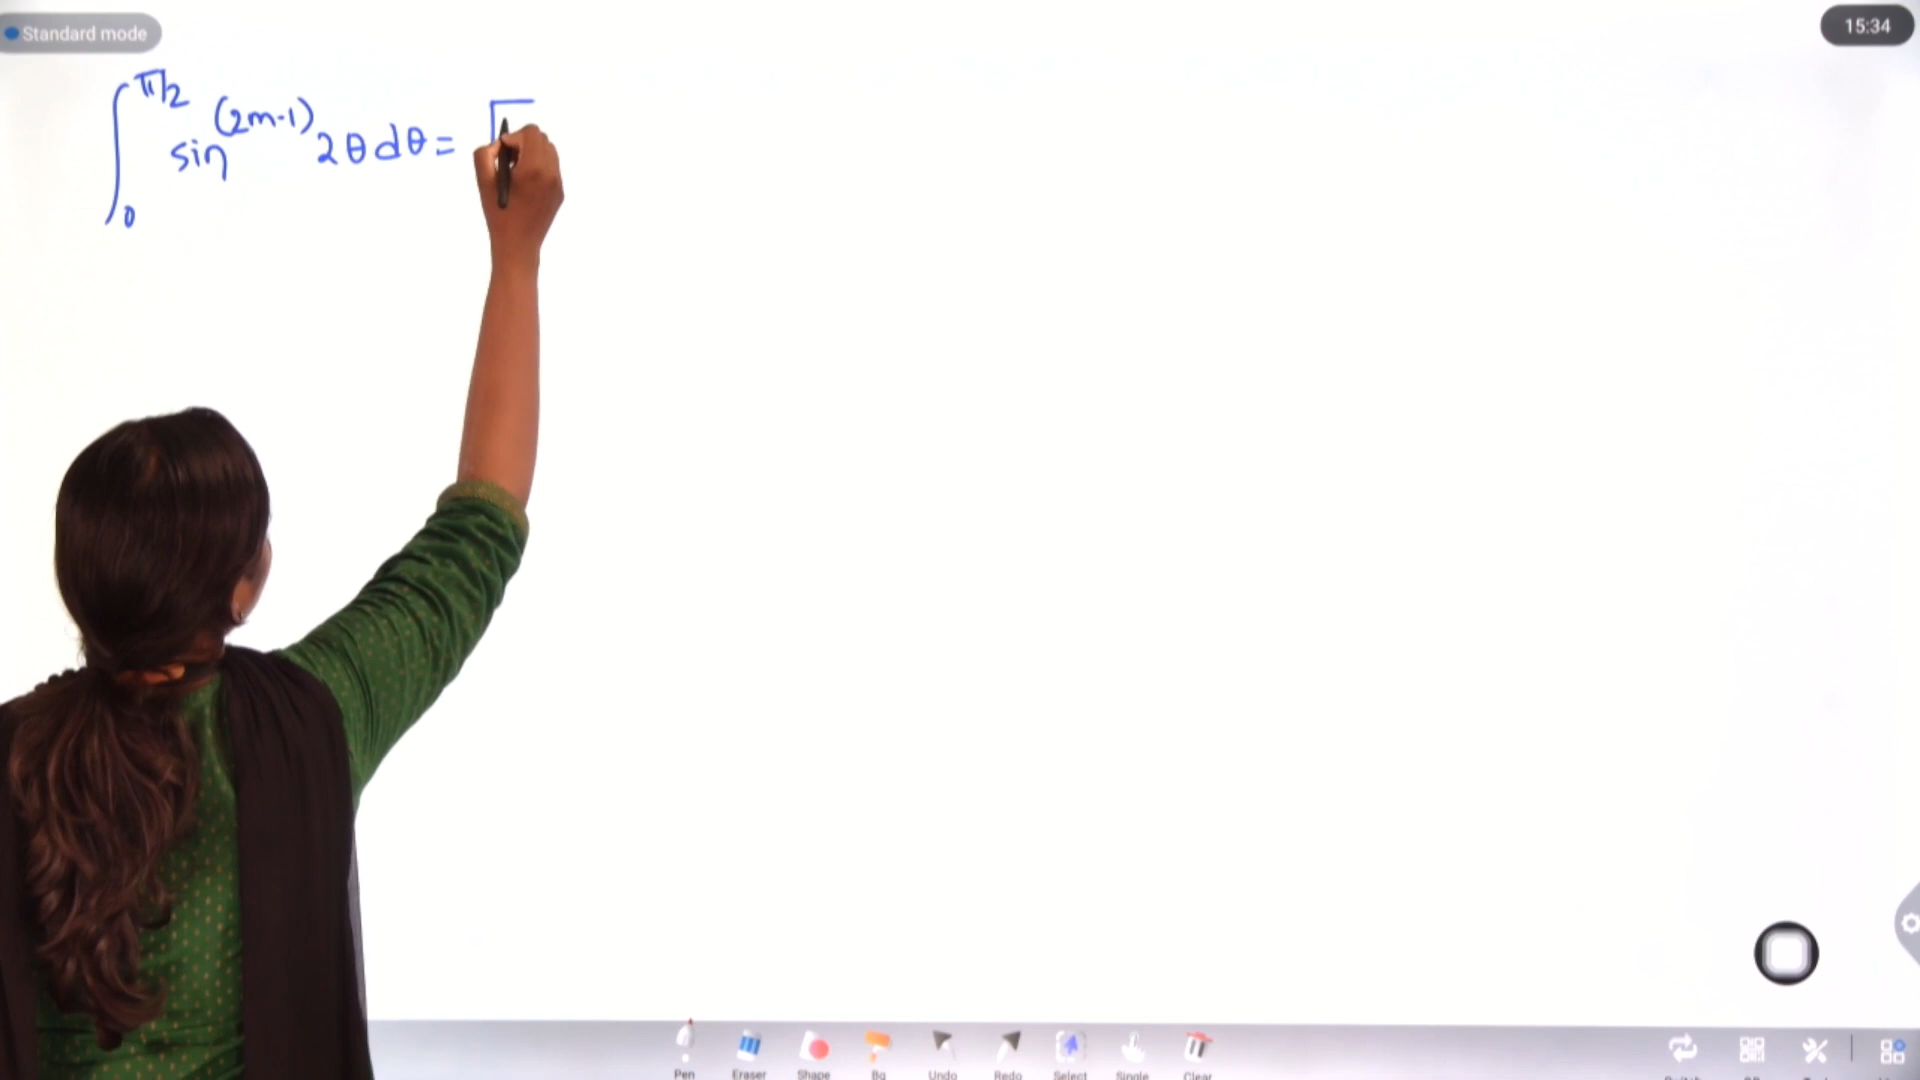 Standard mode
15:34
∫₀^π/2 sin^(2m-1) 2θ dθ = Γ
Pen Eraser Shape Bg Undo Redo Select Single Clear